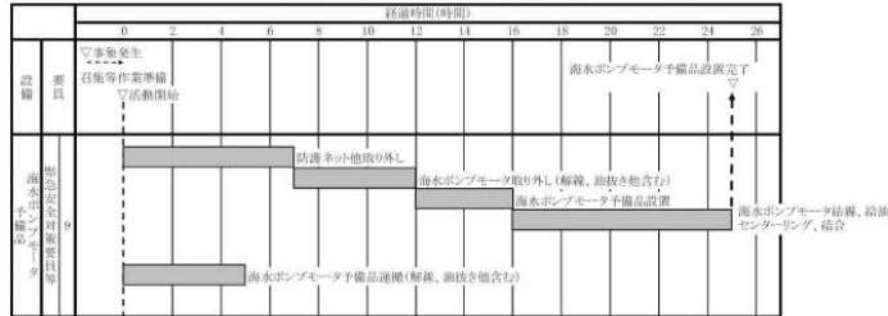 経過時間(時間)
0 2 4 6 8 10 12 14 16 18 20 22 24 26
設備
要員
▽事象発生
召集等作業準備
▽活動開始
海水ポンプモータ予備品設置完了
▽
海水ポンプモータ
予備品
緊急安全対策要員等
9
防護ネット他取り外し
海水ポンプモータ取り外し(解線、油抜き他含む)
海水ポンプモータ予備品設置
海水ポンプモータ結線、給油
センターリング、結合
海水ポンプモータ予備品運搬(解線、油抜き他含む)